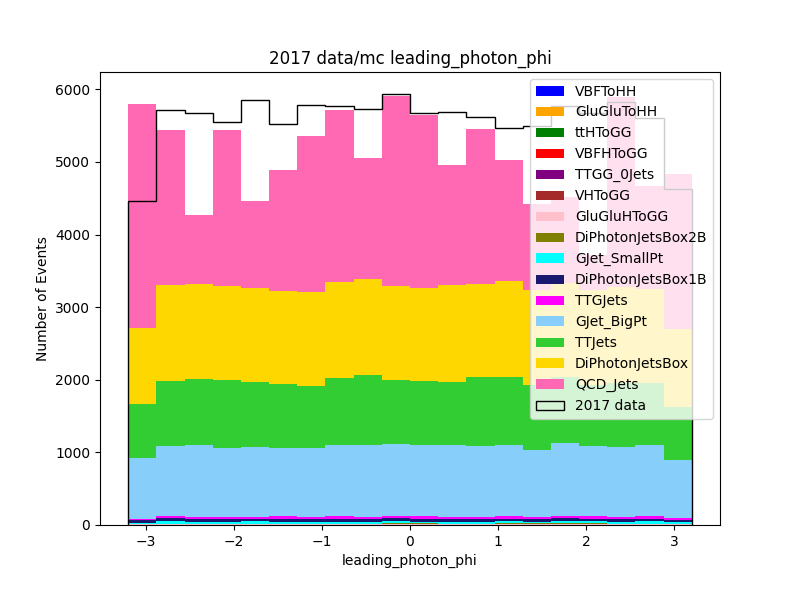 2017 data/mc leading_photon_phi
Number of Events
6000
5000
4000
3000
2000
1000
0
−3
−2
−1
0
1
2
3
leading_photon_phi
VBFToHH
GluGluToHH
ttHToGG
VBFHToGG
TTGG_0Jets
VHToGG
GluGluHToGG
DiPhotonJetsBox2B
GJet_SmallPt
DiPhotonJetsBox1B
TTGJets
GJet_BigPt
TTJets
DiPhotonJetsBox
QCD_Jets
2017 data